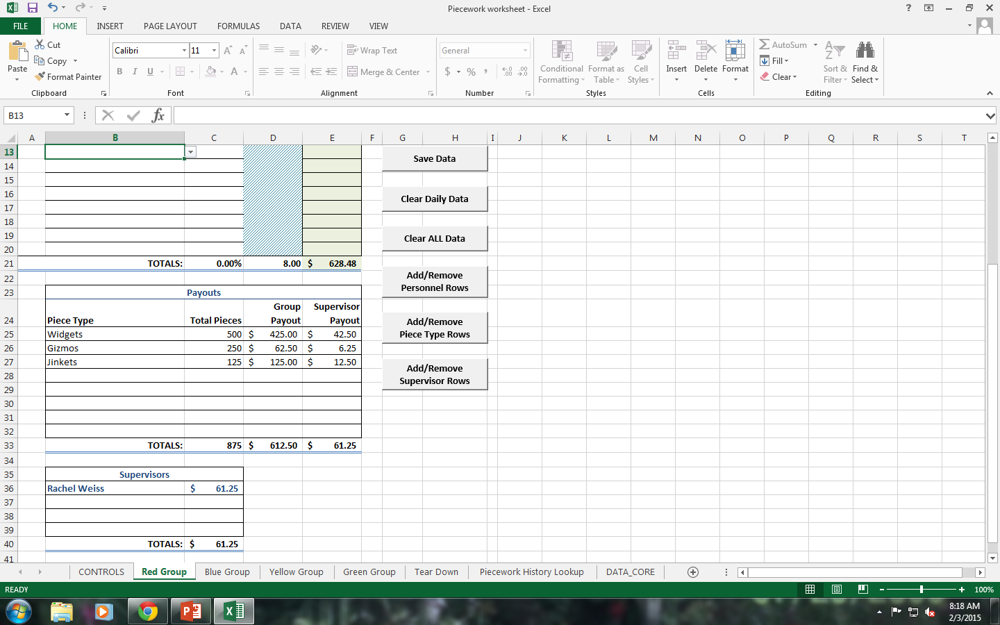 Piecework worksheet - Excel
?
FILE HOME INSERT PAGE LAYOUT FORMULAS DATA REVIEW VIEW
Paste
Cut
Copy
Format Painter
Clipboard
Calibri 11 A A
B I U A
Font
Wrap Text
Merge & Center
Alignment
General
$ % ,
Number
Conditional Formatting
Format as Table
Cell Styles
Styles
Insert Delete Format
Cells
AutoSum
Fill
Clear
Sort & Filter
Find & Select
Editing
B13 fx
A B C D E F G H I J K L M N O P Q R S T
13
14
15
16
17
18
19
20
21 TOTALS: 0.00% 8.00 $ 628.48
22
23 Payouts
24 Piece Type Total Pieces Group Payout Supervisor Payout
25 Widgets 500 $ 425.00 $ 42.50
26 Gizmos 250 $ 62.50 $ 6.25
27 Jinkets 125 $ 125.00 $ 12.50
28
29
30
31
32
33 TOTALS: 875 $ 612.50 $ 61.25
34
35 Supervisors
36 Rachel Weiss $ 61.25
37
38
39
40 TOTALS: $ 61.25
41
Save Data
Clear Daily Data
Clear ALL Data
Add/Remove
Personnel Rows
Add/Remove
Piece Type Rows
Add/Remove
Supervisor Rows
CONTROLS Red Group Blue Group Yellow Group Green Group Tear Down Piecework History Lookup DATA_CORE
READY 100%
8:18 AM
2/3/2015